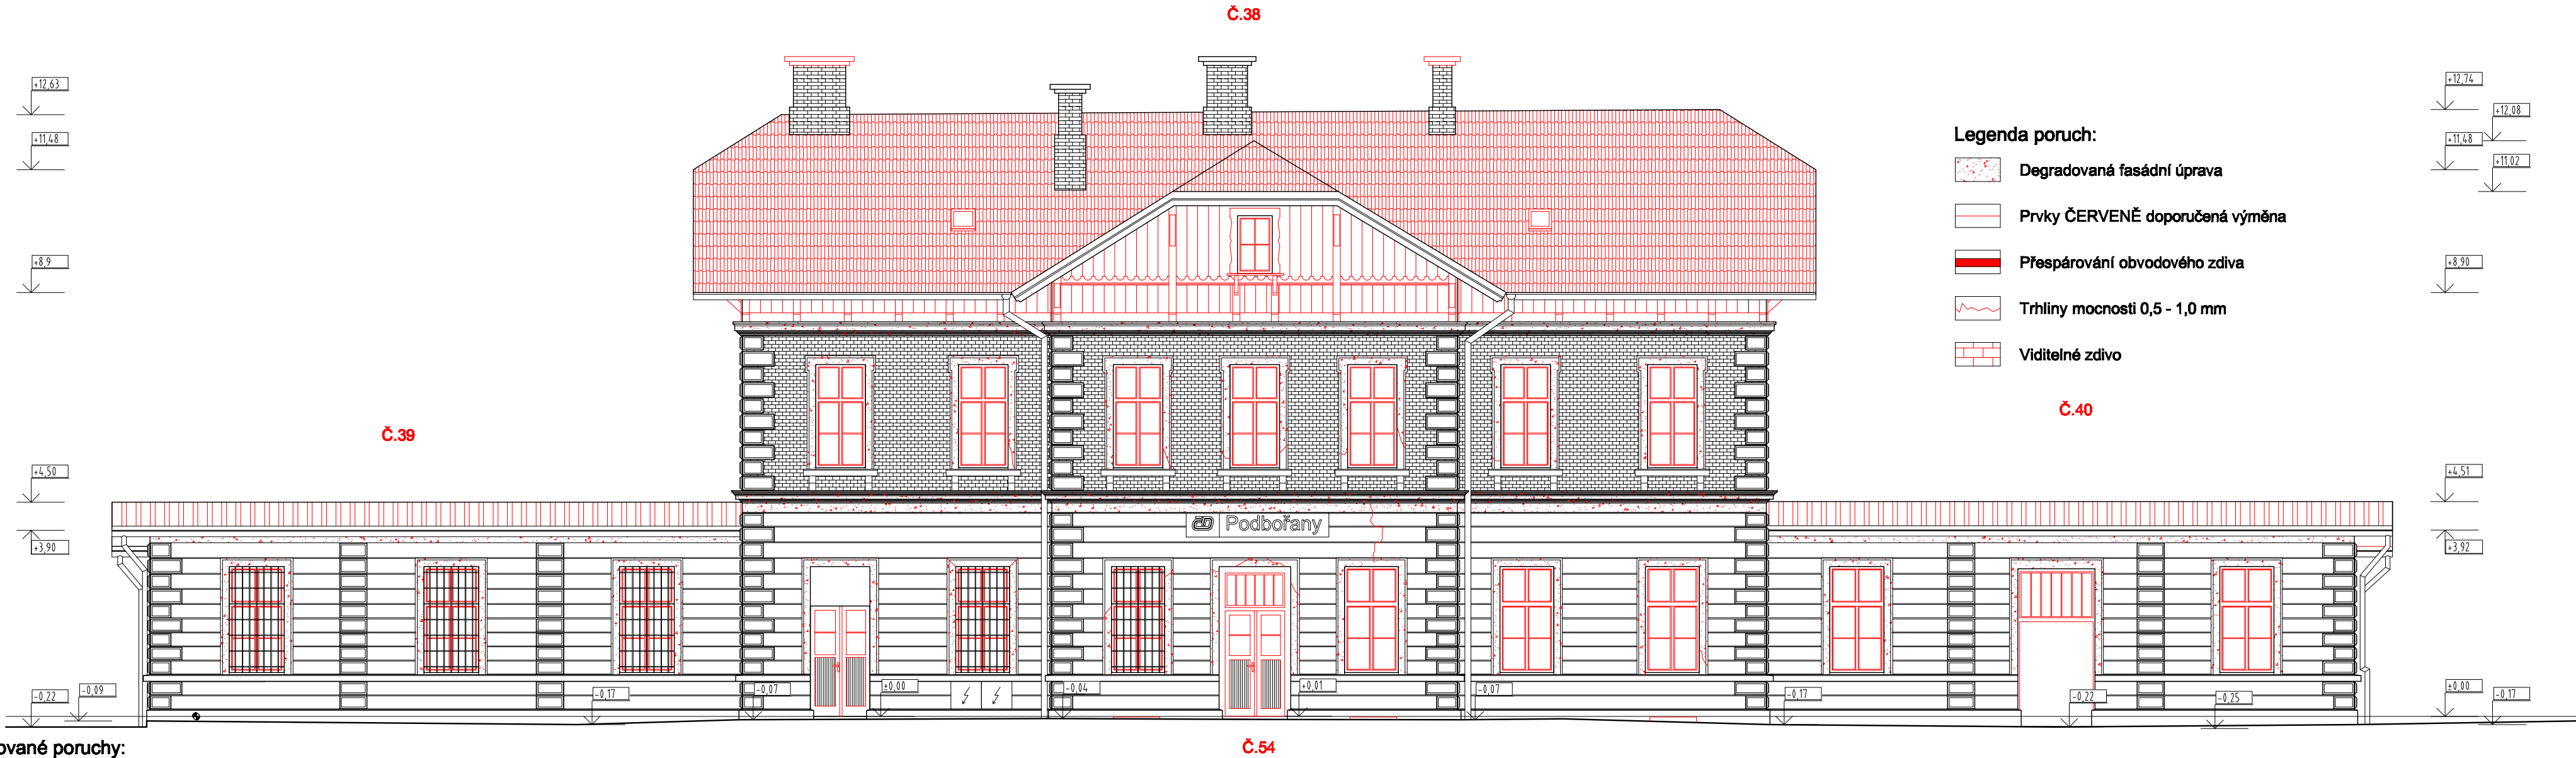 Č.38
+12,63
+11,48
+8,9
Č.39
+4,50
+3,90
-0,22
-0,09
-0,17
-0,07
±0,00
-0,04
+0,01
-0,07
-0,17
-0,22
-0,25
ČD Podbořany
+12,74
+12,08
+11,48
+11,02
+8,90
+4,51
+3,92
±0,00
-0,17
Legenda poruch:
Degradovaná fasádní úprava
Prvky ČERVENĚ doporučená výměna
Přespárování obvodového zdiva
Trhliny mocnosti 0,5 - 1,0 mm
Viditelné zdivo
Č.40
Č.54
ované poruchy: